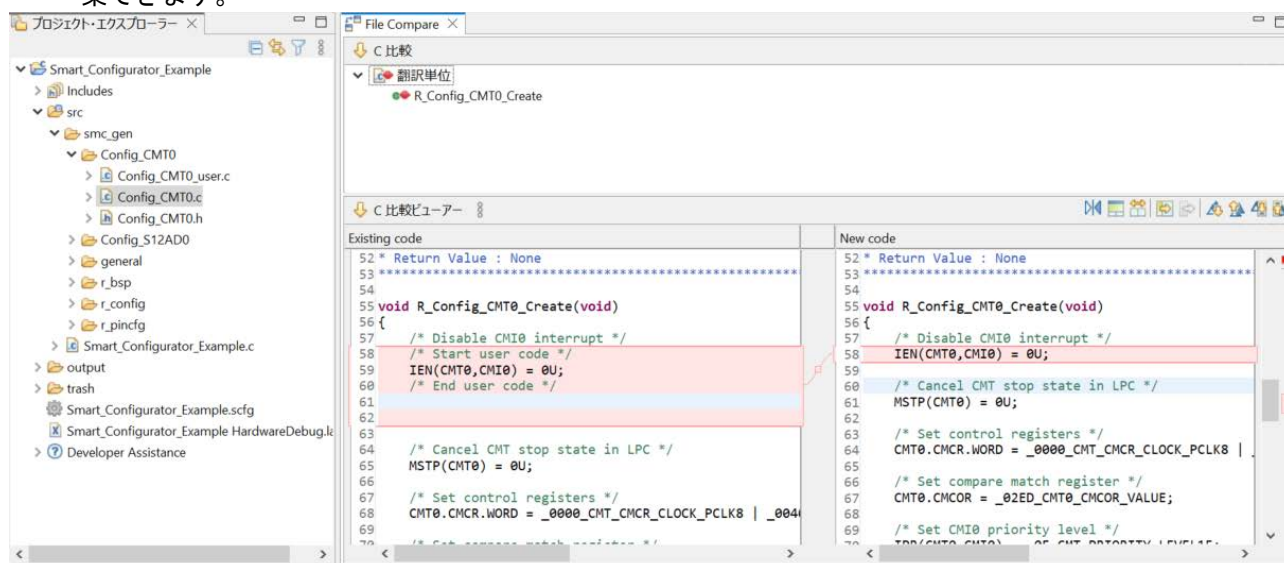 集できます。
プロジェクト・エクスプローラー
Smart_Configurator_Example
Includes
src
smc_gen
Config_CMT0
Config_CMT0_user.c
Config_CMT0.c
Config_CMT0.h
Config_S12AD0
general
r_bsp
r_config
r_pincfg
Smart_Configurator_Example.c
output
trash
Smart_Configurator_Example.scfg
Smart_Configurator_Example HardwareDebug.la
Developer Assistance
File Compare
C 比較
翻訳単位
R_Config_CMT0_Create
C 比較ビューアー
Existing code
52 * Return Value : None
53 ******************************************************
54
55 void R_Config_CMT0_Create(void)
56 {
57 /* Disable CMI0 interrupt */
58 /* Start user code */
59 IEN(CMT0,CMI0) = 0U;
60 /* End user code */
61
62
63
64 /* Cancel CMT stop state in LPC */
65 MSTP(CMT0) = 0U;
66
67 /* Set control registers */
68 CMT0.CMCR.WORD = _0000_CMT_CMCR_CLOCK_PCLK8 | _004
69
New code
52 * Return Value : None
53 **************************************************
54
55 void R_Config_CMT0_Create(void)
56 {
57 /* Disable CMI0 interrupt */
58 IEN(CMT0,CMI0) = 0U;
59
60 /* Cancel CMT stop state in LPC */
61 MSTP(CMT0) = 0U;
62
63 /* Set control registers */
64 CMT0.CMCR.WORD = _0000_CMT_CMCR_CLOCK_PCLK8 |
65
66 /* Set compare match register */
67 CMT0.CMCOR = _02ED_CMT0_CMCOR_VALUE;
68
69 /* Set CMI0 priority level */